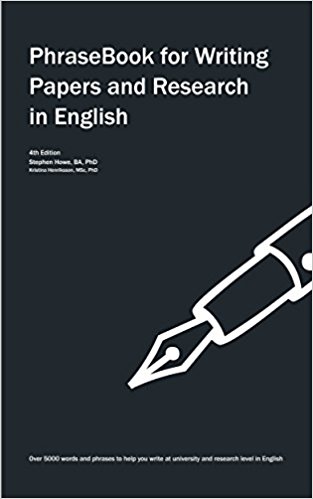 PhraseBook for Writing
Papers and Research
in English
4th Edition
Stephen Howe, BA, PhD
Kristina Henriksson, MSc, PhD
Over 5000 words and phrases to help you write at university and research level in English